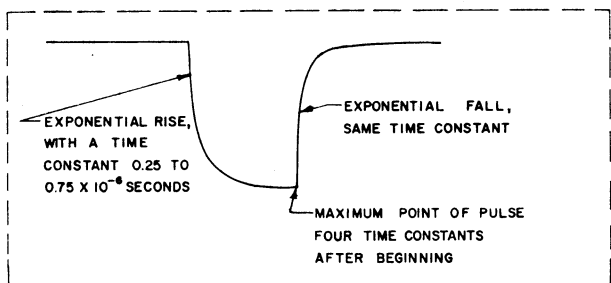 EXPONENTIAL RISE,
WITH A TIME
CONSTANT 0.25 TO
0.75 X 10⁻⁶ SECONDS
EXPONENTIAL FALL,
SAME TIME CONSTANT
MAXIMUM POINT OF PULSE
FOUR TIME CONSTANTS
AFTER BEGINNING